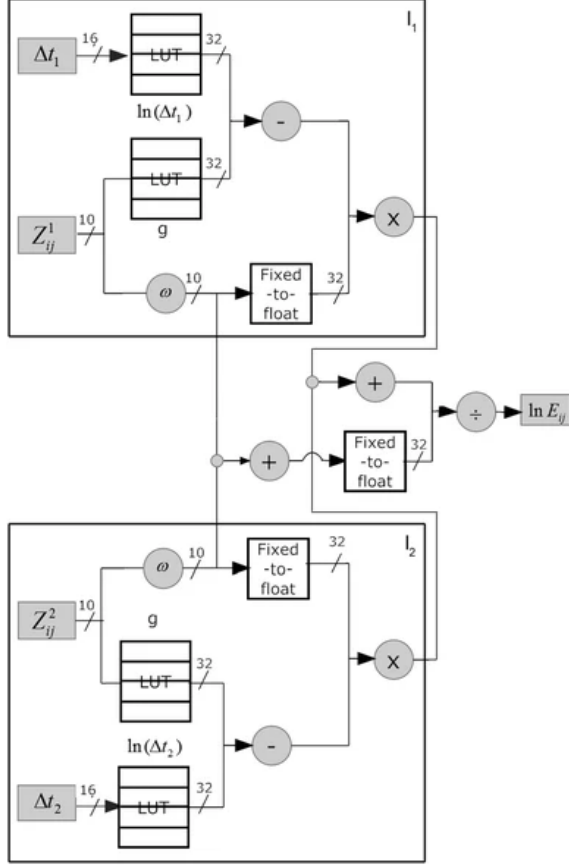 I₁
16
32
Δt₁
LUT
ln(Δt₁)
-
LUT
32
g
10
Z¹ᵢⱼ
X
ω
10
Fixed
-to-
float
32
+
÷
ln Eᵢⱼ
+
Fixed
-to-
float
32
I₂
ω
10
Fixed
-to-
float
32
10
Z²ᵢⱼ
g
X
LUT
32
ln(Δt₂)
-
16
Δt₂
LUT
32